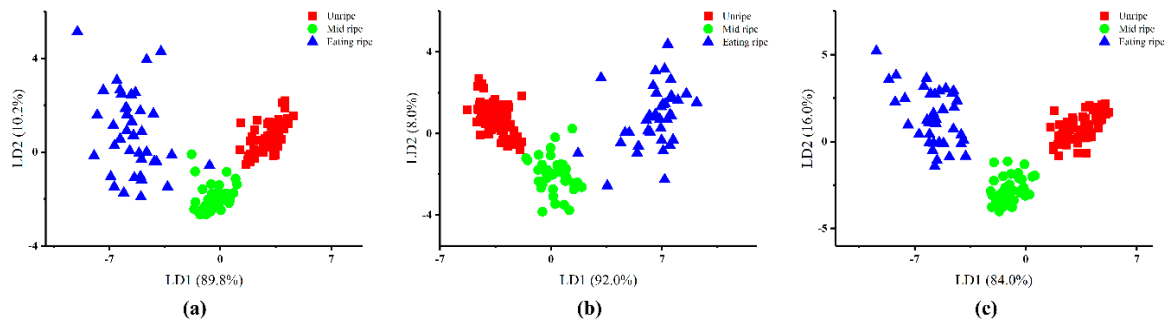 Unripe
Mid ripe
Eating ripe
4
0
-4
LD2 (10.2%)
-7
0
7
LD1 (89.8%)
(a)
Unripe
Mid ripe
Eating ripe
4
0
-4
LD2 (8.0%)
-7
0
7
LD1 (92.0%)
(b)
Unripe
Mid ripe
Eating ripe
5
0
-5
LD2 (16.0%)
-7
0
7
LD1 (84.0%)
(c)